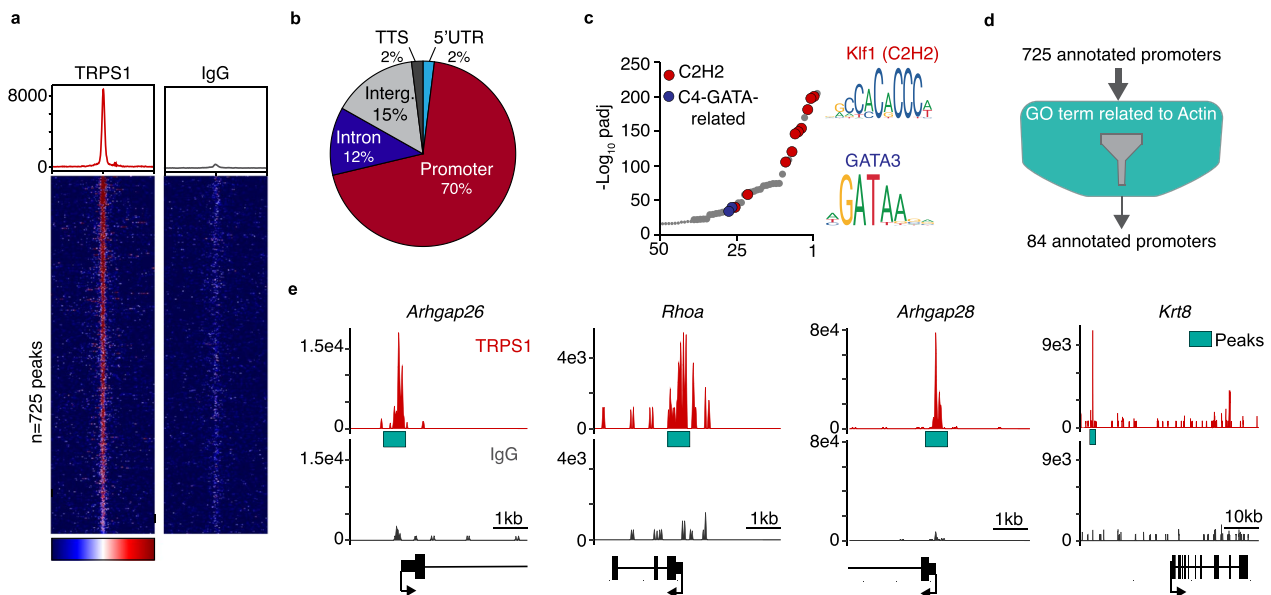 a
TRPS1
IgG
8000
0
n=725 peaks
b
TTS
2%
5'UTR
2%
Interg.
15%
Intron
12%
Promoter
70%
c
250
200
150
100
50
0
-Log10 padj
50
25
1
C2H2
C4-GATA-
related
Klf1 (C2H2)
GCCACACCCA
GATA3
GATAA
d
725 annotated promoters
GO term related to Actin
84 annotated promoters
e
Arhgap26
1.5e4
TRPS1
0
1.5e4
IgG
0
1kb
Rhoa
4e3
0
4e3
0
1kb
Arhgap28
8e4
0
8e4
0
1kb
Krt8
9e3
Peaks
0
9e3
0
10kb